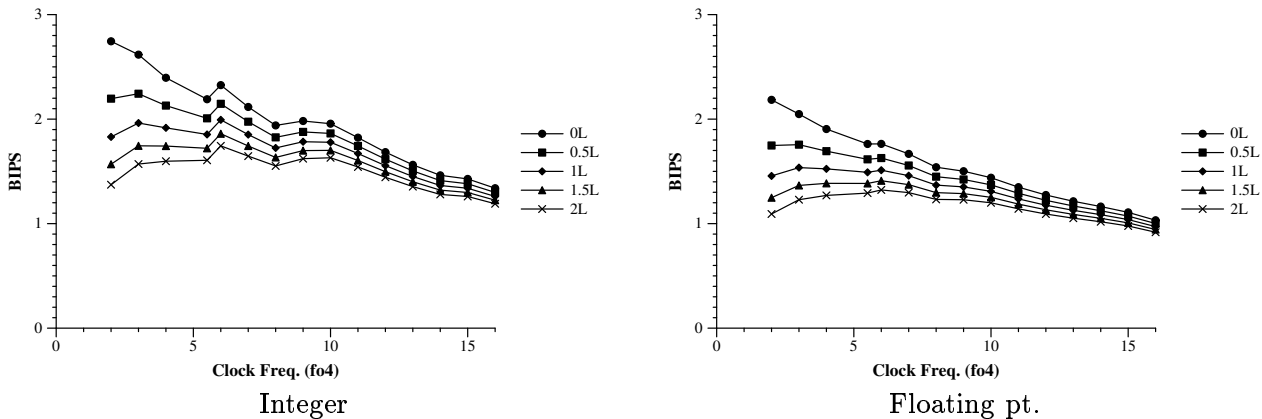 3
2
1
0
BIPS
0
5
10
15
Clock Freq. (fo4)
0L
0.5L
1L
1.5L
2L
Integer
3
2
1
0
BIPS
0
5
10
15
Clock Freq. (fo4)
0L
0.5L
1L
1.5L
2L
Floating pt.